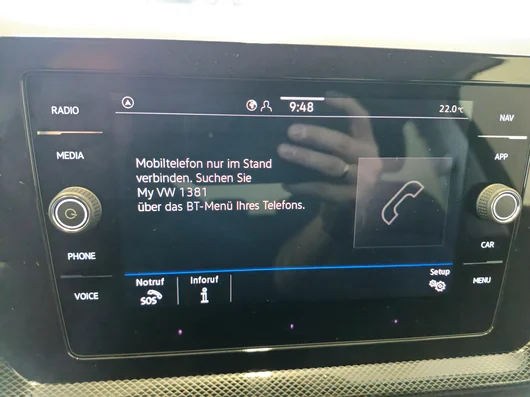 RADIO
MEDIA
PHONE
VOICE
9:48
22.0°C
Mobiltelefon nur im Stand
verbinden. Suchen Sie
My VW 1381
über das BT-Menü Ihres Telefons.
Notruf
SOS
Inforuf
Setup
NAV
APP
CAR
MENU